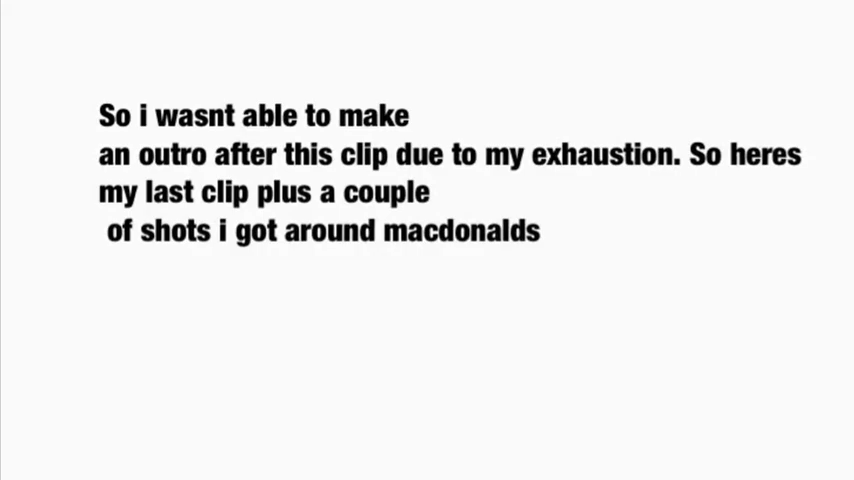 So i wasnt able to make
an outro after this clip due to my exhaustion. So heres
my last clip plus a couple
of shots i got around macdonalds